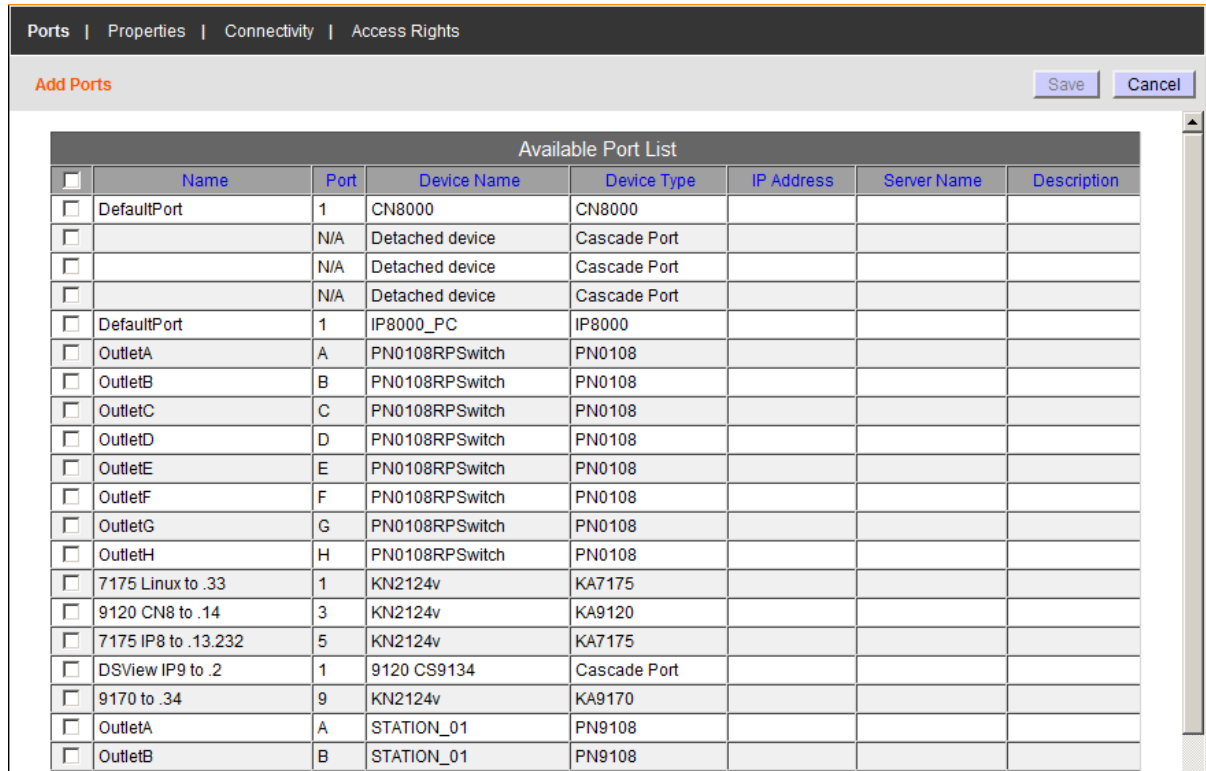 Ports | Properties | Connectivity | Access Rights
Add Ports Save Cancel
Available Port List
Name Port Device Name Device Type IP Address Server Name Description
DefaultPort 1 CN8000 CN8000
N/A Detached device Cascade Port
N/A Detached device Cascade Port
N/A Detached device Cascade Port
DefaultPort 1 IP8000_PC IP8000
OutletA A PN0108RPSwitch PN0108
OutletB B PN0108RPSwitch PN0108
OutletC C PN0108RPSwitch PN0108
OutletD D PN0108RPSwitch PN0108
OutletE E PN0108RPSwitch PN0108
OutletF F PN0108RPSwitch PN0108
OutletG G PN0108RPSwitch PN0108
OutletH H PN0108RPSwitch PN0108
7175 Linux to .33 1 KN2124v KA7175
9120 CN8 to .14 3 KN2124v KA9120
7175 IP8 to .13.232 5 KN2124v KA7175
DSView IP9 to .2 1 9120 CS9134 Cascade Port
9170 to .34 9 KN2124v KA9170
OutletA A STATION_01 PN9108
OutletB B STATION_01 PN9108